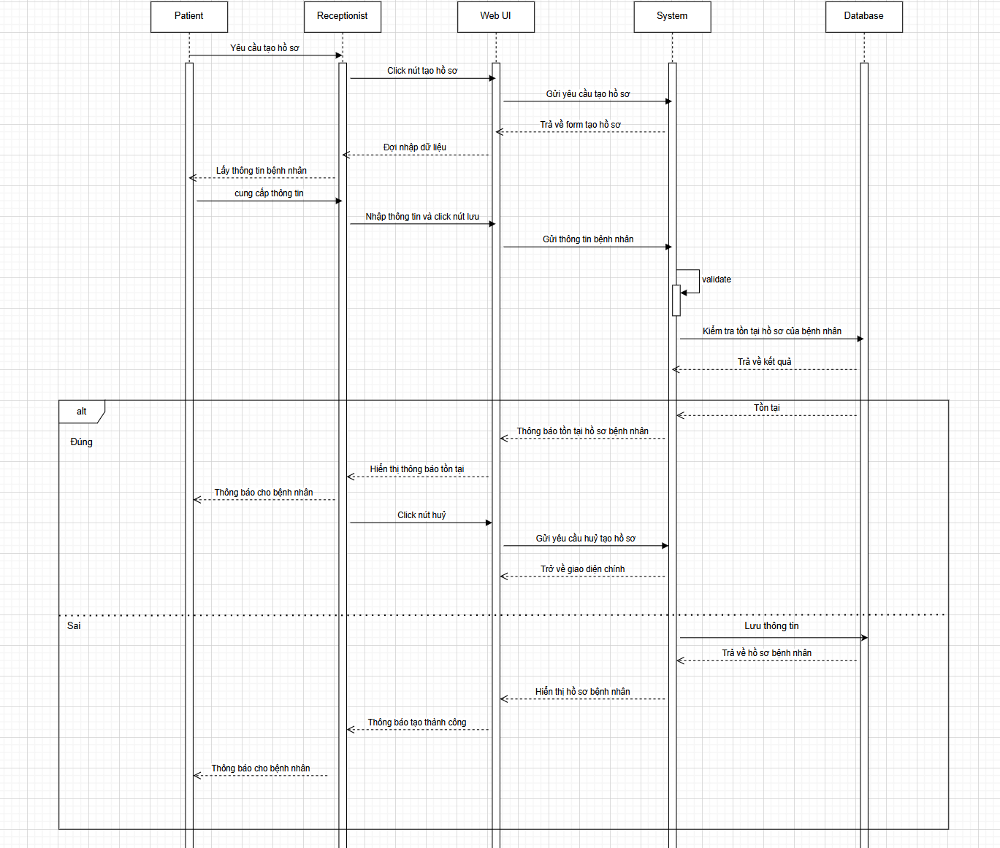 Patient
Receptionist
Web UI
System
Database
Yêu cầu tạo hồ sơ
Click nút tạo hồ sơ
Gửi yêu cầu tạo hồ sơ
Trả về form tạo hồ sơ
Đợi nhập dữ liệu
Lấy thông tin bệnh nhân
cung cấp thông tin
Nhập thông tin và click nút lưu
Gửi thông tin bệnh nhân
validate
Kiểm tra tồn tại hồ sơ của bệnh nhân
Trả về kết quả
alt
Tồn tại
Thông báo tồn tại hồ sơ bệnh nhân
Đúng
Hiển thị thông báo tồn tại
Thông báo cho bệnh nhân
Click nút huỷ
Gửi yêu cầu huỷ tạo hồ sơ
Trở về giao diện chính
Sai
Lưu thông tin
Trả về hồ sơ bệnh nhân
Hiển thị hồ sơ bệnh nhân
Thông báo tạo thành công
Thông báo cho bệnh nhân